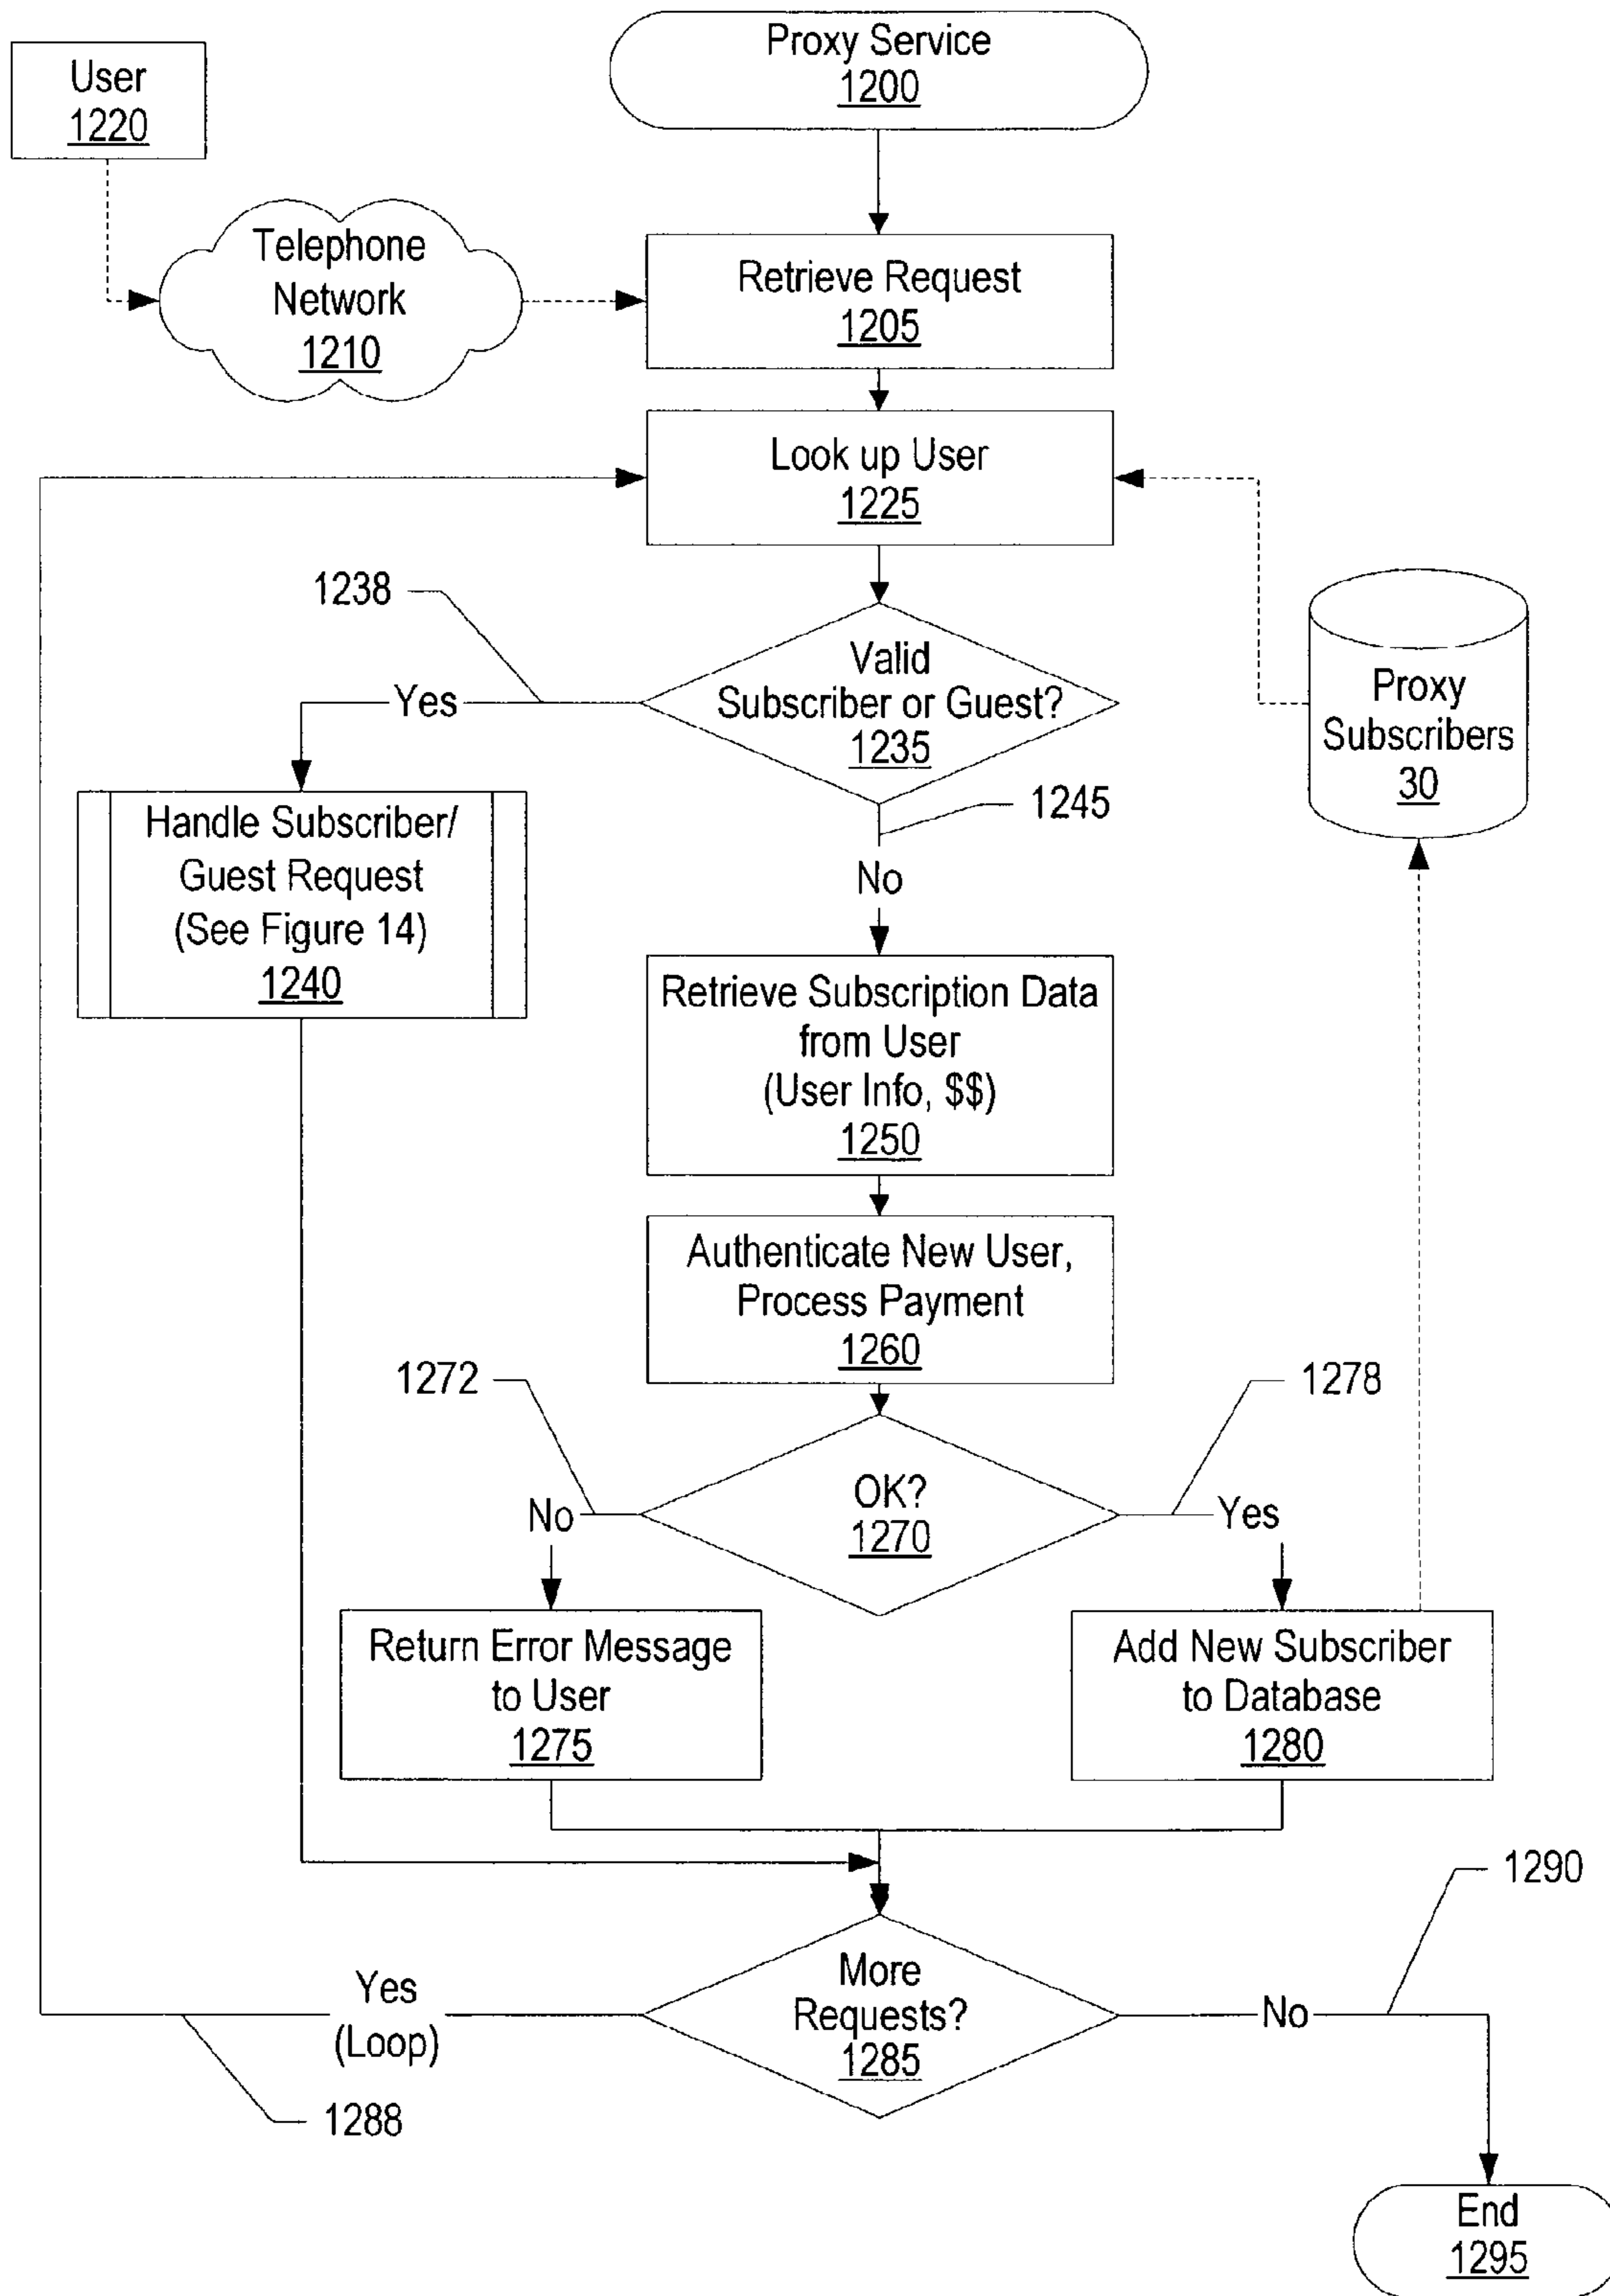 Proxy Service
1200
User
1220
Telephone
Network
1210
Retrieve Request
1205
Look up User
1225
1238
Valid
Subscriber or Guest?
1235
Yes
Proxy
Subscribers
30
1245
No
Handle Subscriber/
Guest Request
(See Figure 14)
1240
Retrieve Subscription Data
from User
(User Info, $$)
1250
Authenticate New User,
Process Payment
1260
1272
1278
OK?
1270
No
Yes
Return Error Message
to User
1275
Add New Subscriber
to Database
1280
1290
More
Requests?
1285
Yes
(Loop)
No
1288
End
1295